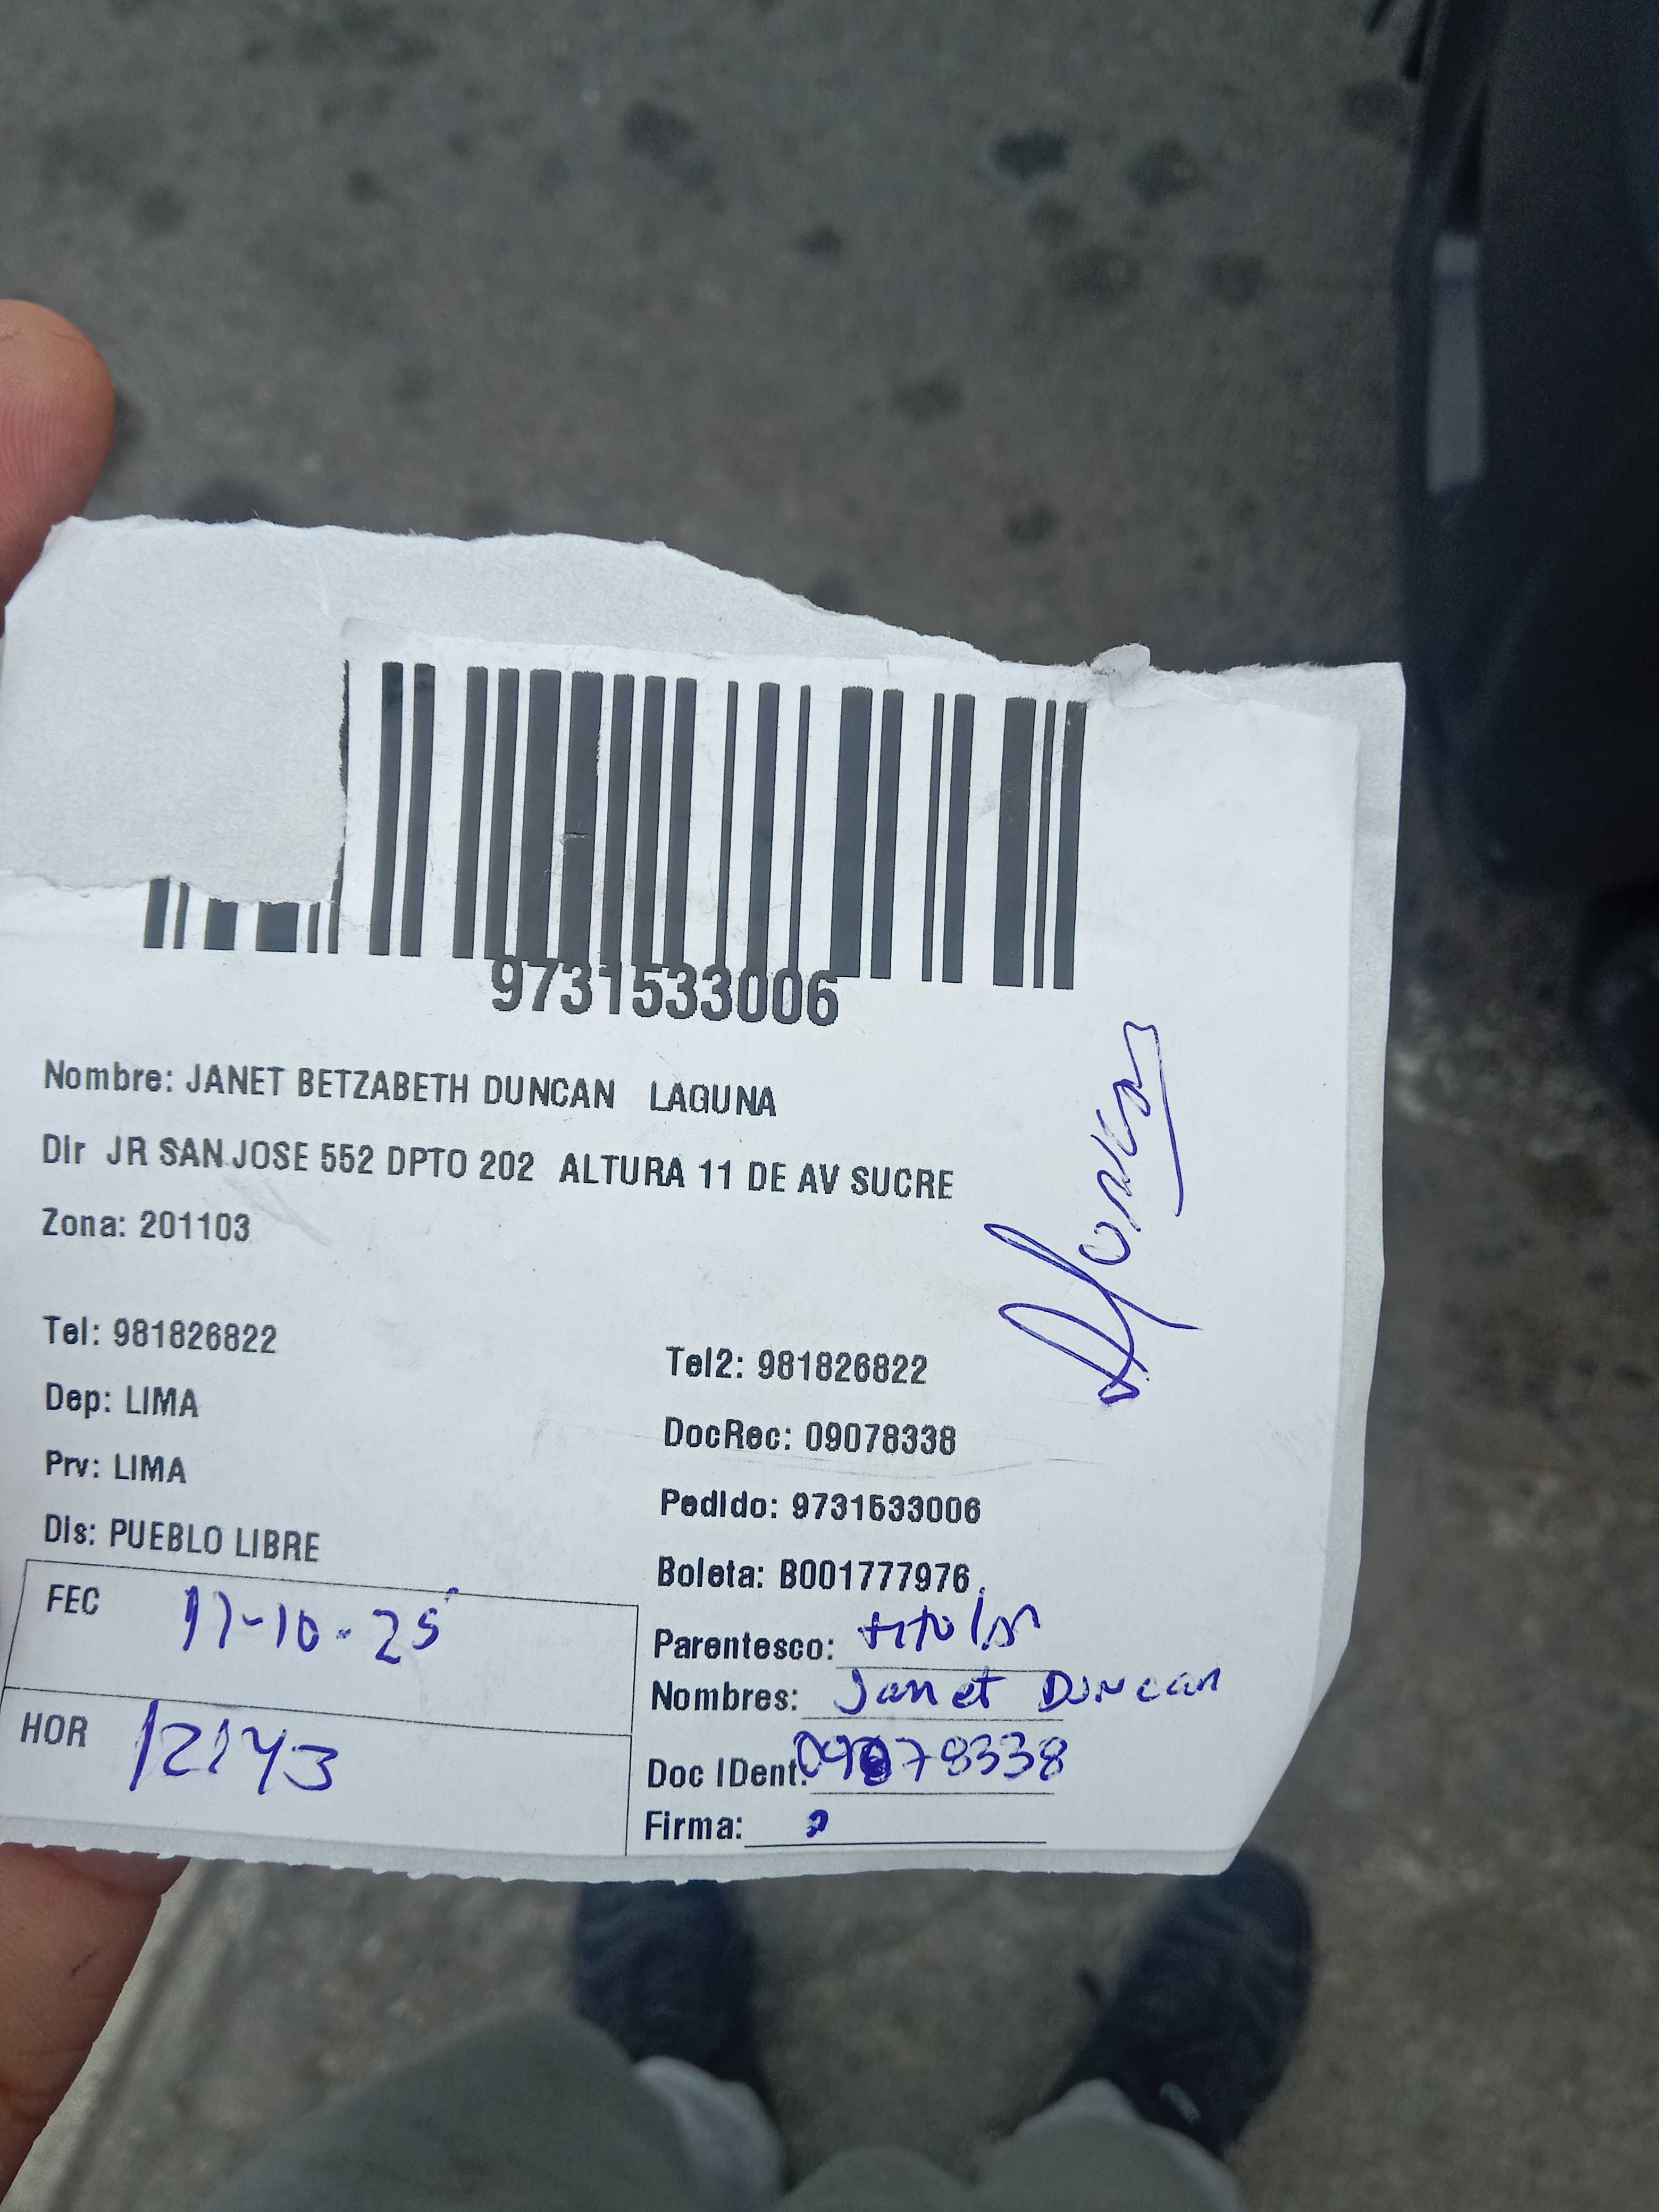 9731533006
Nombre: JANET BETZABETH DUNCAN LAGUNA
Dir JR SAN JOSE 552 DPTO 202 ALTURA 11 DE AV SUCRE
Zona: 201103
Tel: 981826822
Tel2: 981826822
Dep: LIMA
DocRec: 09078338
Prv: LIMA
Pedido: 9731533006
Dis: PUEBLO LIBRE
Boleta: B001777976
FEC 17-10-25
Parentesco: titular
Nombres: Janet Duncan
HOR 12:43
Doc IDent: 09078338
Firma: